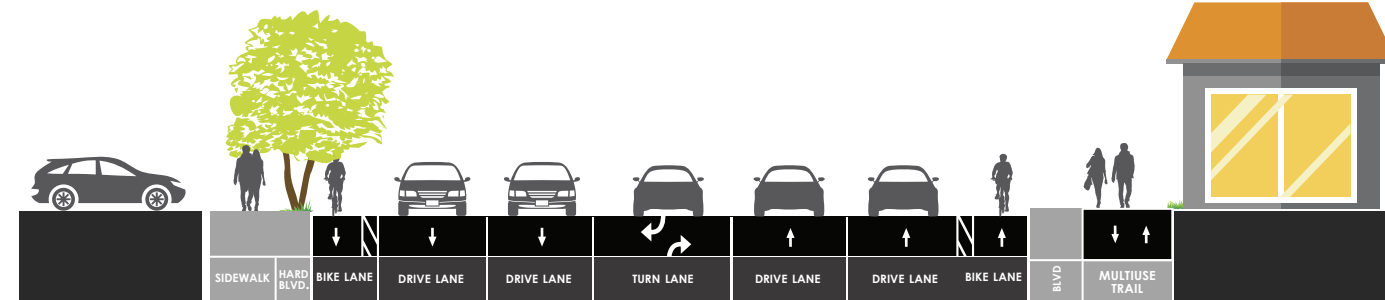 SIDEWALK
HARD
BLVD.
BIKE LANE
DRIVE LANE
DRIVE LANE
TURN LANE
DRIVE LANE
DRIVE LANE
BIKE LANE
BLVD
MULTIUSE
TRAIL